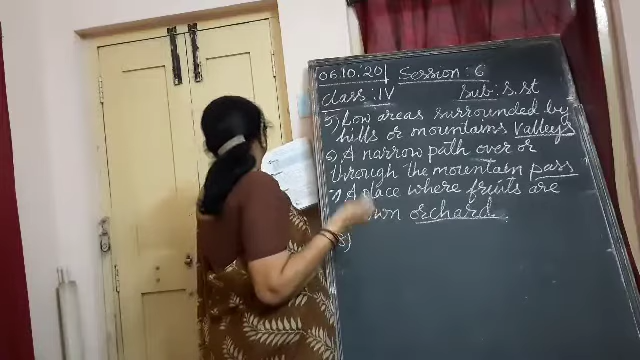 06.10.20 Session: 6
class: IV sub: s.st
5) Low areas surrounded by
hills or mountains valleys
6) A narrow path over or
through the mountain pass
7) A place where fruits are
orchard.
8)